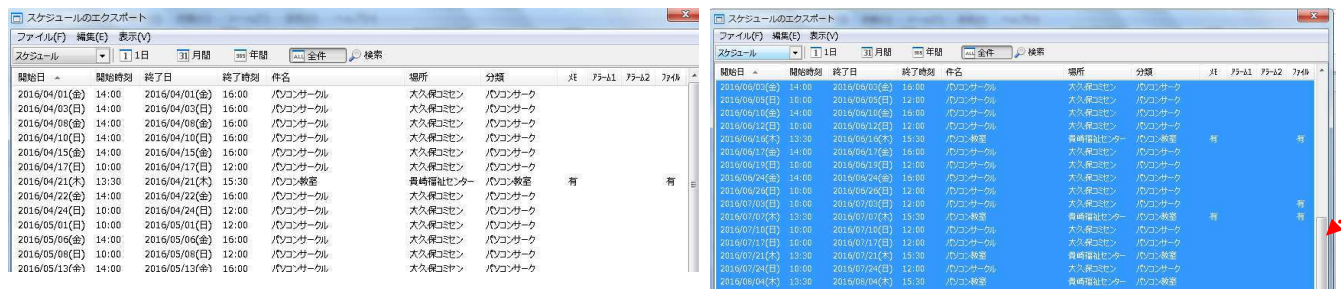 スケジュールのエクスポート
ファイル(F) 編集(E) 表示(V)
スケジュール 1 1日 31 月間 365 年間 ALL 全件 検索
開始日 開始時刻 終了日 終了時刻 件名 場所 分類 メモ アラーム1 アラーム2 ファイル
2016/04/01(金) 14:00 2016/04/01(金) 16:00 パソコンサークル 大久保コミセン パソコンサーク
2016/04/03(日) 14:00 2016/04/03(日) 16:00 パソコンサークル 大久保コミセン パソコンサーク
2016/04/08(金) 14:00 2016/04/08(金) 16:00 パソコンサークル 大久保コミセン パソコンサーク
2016/04/10(日) 14:00 2016/04/10(日) 16:00 パソコンサークル 大久保コミセン パソコンサーク
2016/04/15(金) 14:00 2016/04/15(金) 16:00 パソコンサークル 大久保コミセン パソコンサーク
2016/04/17(日) 10:00 2016/04/17(日) 12:00 パソコンサークル 大久保コミセン パソコンサーク
2016/04/21(木) 13:30 2016/04/21(木) 15:30 パソコン教室 貴崎福祉センター パソコン教室 有 有
2016/04/22(金) 14:00 2016/04/22(金) 16:00 パソコンサークル 大久保コミセン パソコンサーク
2016/04/24(日) 10:00 2016/04/24(日) 12:00 パソコンサークル 大久保コミセン パソコンサーク
2016/05/01(日) 10:00 2016/05/01(日) 12:00 パソコンサークル 大久保コミセン パソコンサーク
2016/05/06(金) 14:00 2016/05/06(金) 16:00 パソコンサークル 大久保コミセン パソコンサーク
2016/05/08(日) 10:00 2016/05/08(日) 12:00 パソコンサークル 大久保コミセン パソコンサーク
2016/05/13(金) 14:00 2016/05/13(金) 16:00 パソコンサークル 大久保コミセン パソコンサーク
スケジュールのエクスポート
ファイル(F) 編集(E) 表示(V)
スケジュール 1 1日 31 月間 365 年間 ALL 全件 検索
開始日 開始時刻 終了日 終了時刻 件名 場所 分類 メモ アラーム1 アラーム2 ファイル
2016/06/03(金) 14:00 2016/06/03(金) 16:00 パソコンサークル 大久保コミセン パソコンサーク
2016/06/05(日) 10:00 2016/06/05(日) 12:00 パソコンサークル 大久保コミセン パソコンサーク
2016/06/10(金) 14:00 2016/06/10(金) 16:00 パソコンサークル 大久保コミセン パソコンサーク
2016/06/12(日) 10:00 2016/06/12(日) 12:00 パソコンサークル 大久保コミセン パソコンサーク
2016/06/16(木) 13:30 2016/06/16(木) 15:30 パソコン教室 貴崎福祉センター パソコン教室 有 有
2016/06/17(金) 14:00 2016/06/17(金) 16:00 パソコンサークル 大久保コミセン パソコンサーク
2016/06/19(日) 10:00 2016/06/19(日) 12:00 パソコンサークル 大久保コミセン パソコンサーク
2016/06/24(金) 14:00 2016/06/24(金) 16:00 パソコンサークル 大久保コミセン パソコンサーク
2016/06/26(日) 10:00 2016/06/26(日) 12:00 パソコンサークル 大久保コミセン パソコンサーク
2016/07/03(日) 10:00 2016/07/03(日) 12:00 パソコンサークル 大久保コミセン パソコンサーク 有
2016/07/07(木) 13:30 2016/07/07(木) 15:30 パソコン教室 貴崎福祉センター パソコン教室 有 有
2016/07/10(日) 10:00 2016/07/10(日) 12:00 パソコンサークル 大久保コミセン パソコンサーク
2016/07/17(日) 10:00 2016/07/17(日) 12:00 パソコンサークル 大久保コミセン パソコンサーク
2016/07/21(木) 13:30 2016/07/21(木) 15:30 パソコン教室 貴崎福祉センター パソコン教室
2016/07/24(日) 10:00 2016/07/24(日) 12:00 パソコンサークル 大久保コミセン パソコンサーク
2016/08/04(木) 13:30 2016/08/04(木) 15:30 パソコン教室 貴崎福祉センター パソコン教室